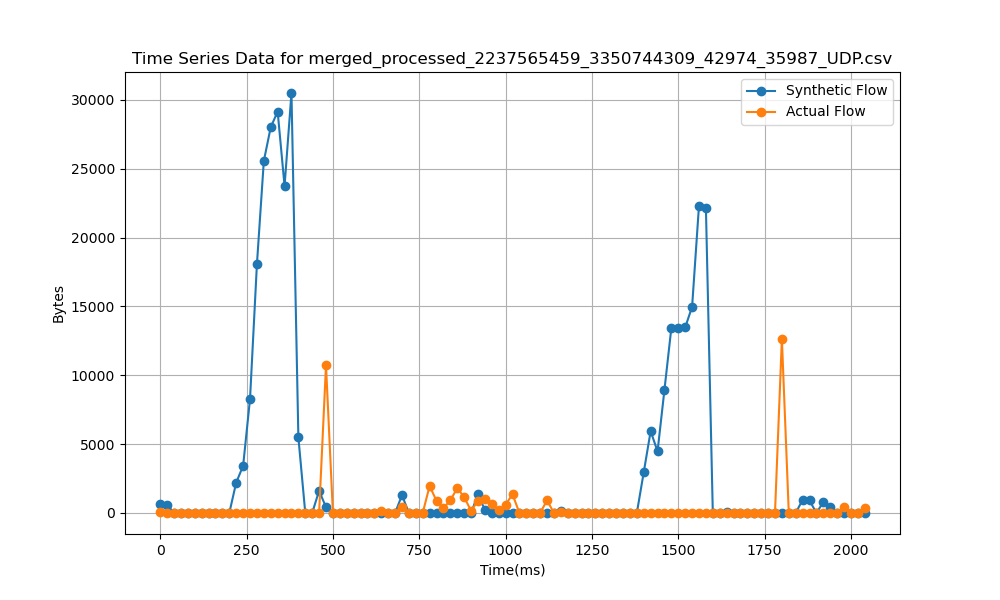 Time Series Data for merged_processed_2237565459_3350744309_42974_35987_UDP.csv
Synthetic Flow
Actual Flow
30000
25000
20000
15000
10000
5000
0
Bytes
0 250 500 750 1000 1250 1500 1750 2000
Time(ms)